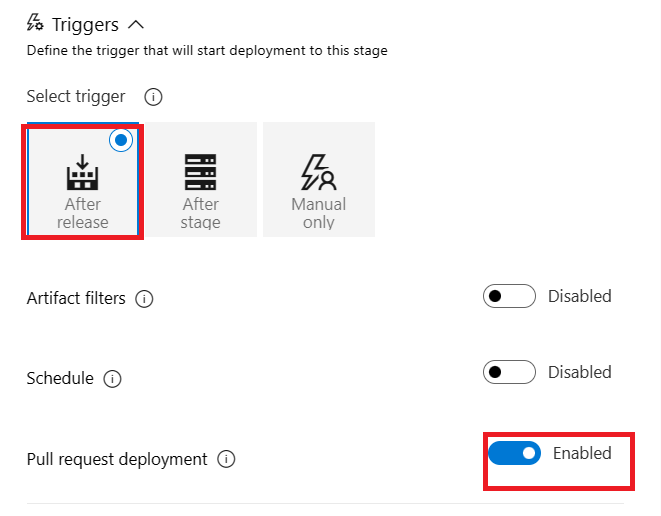 Triggers
Define the trigger that will start deployment to this stage
Select trigger
After
release
After
stage
Manual
only
Artifact filters
Disabled
Schedule
Disabled
Pull request deployment
Enabled